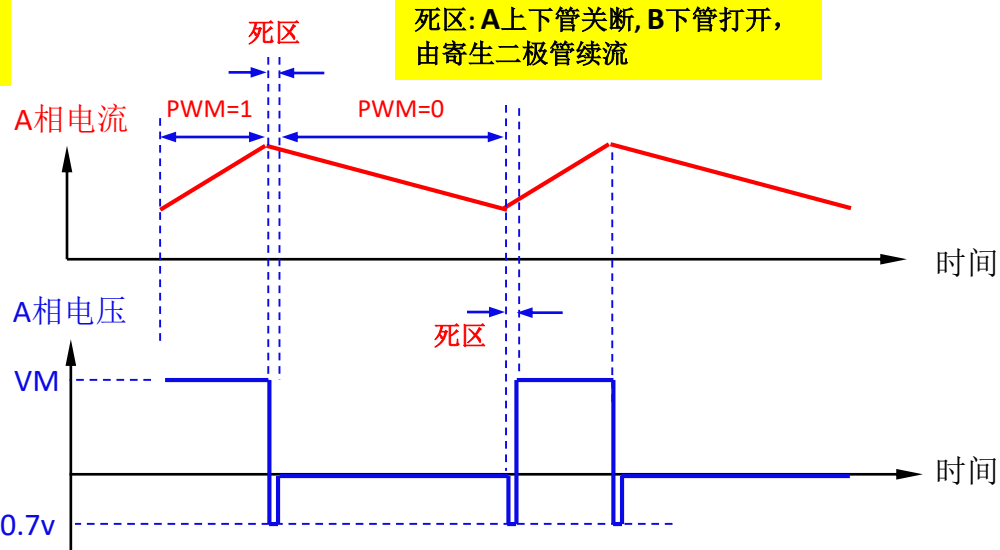 死区
死区: A上下管关断, B下管打开，
由寄生二极管续流
PWM=1
PWM=0
A相电流
时间
A相电压
死区
VM
时间
0.7v